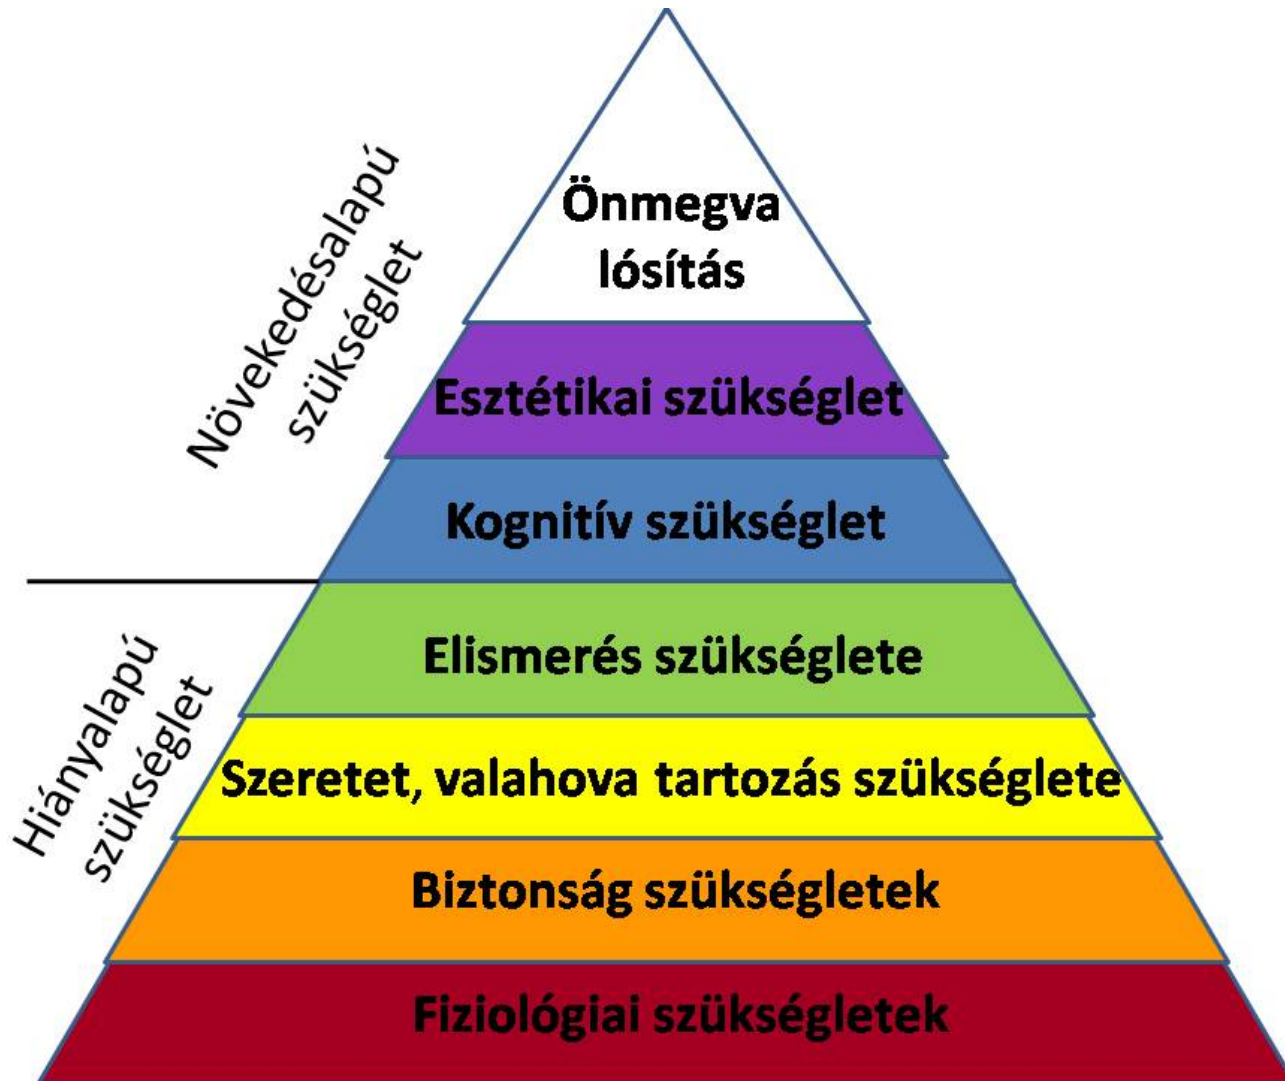 Növekedésalapú
szükséglet
Önmegva
lósítás
Esztétikai szükséglet
Kognitív szükséglet
Hiányalapú
szükséglet
Elismerés szükséglete
Szeretet, valahova tartozás szükséglete
Biztonság szükségletek
Fiziológiai szükségletek